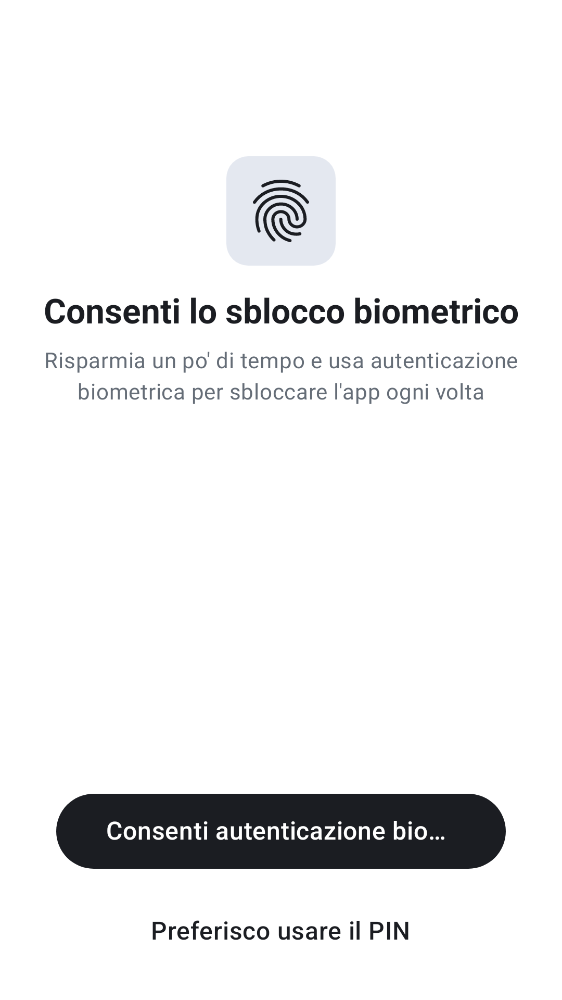 Consenti lo sblocco biometrico
Risparmia un po' di tempo e usa autenticazione
biometrica per sbloccare l'app ogni volta
Consenti autenticazione bio…
Preferisco usare il PIN